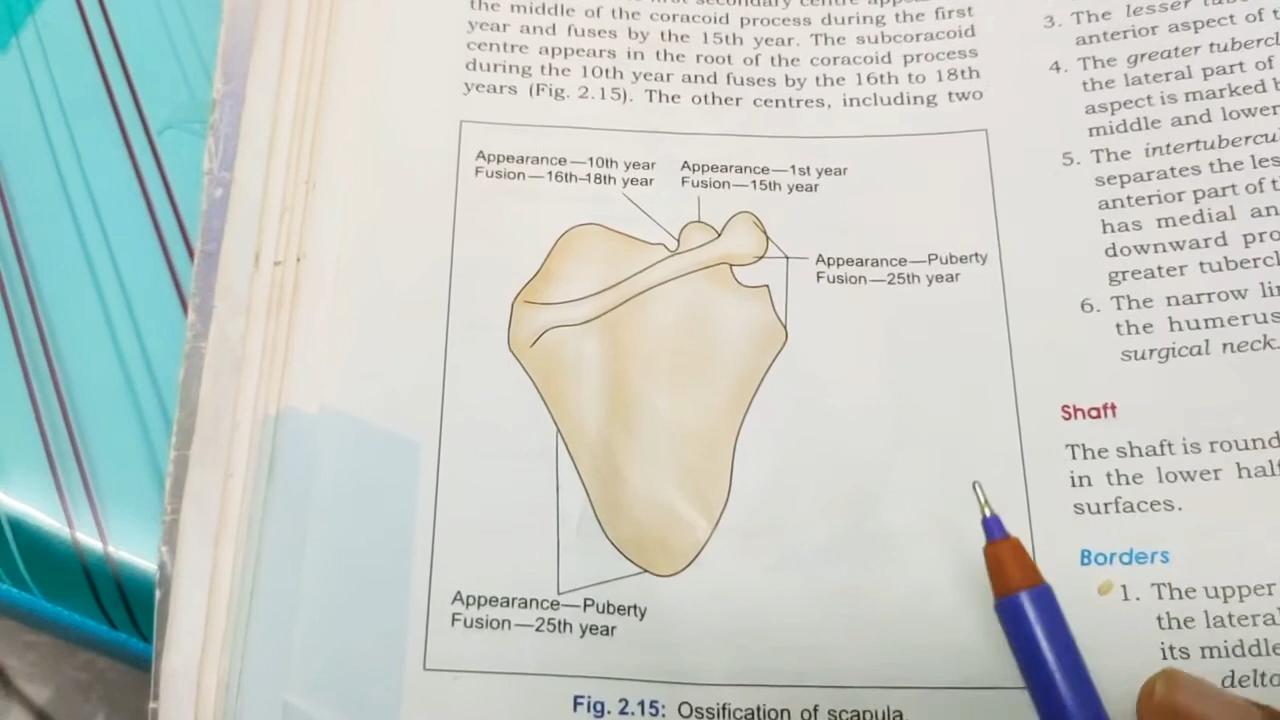 the middle of the coracoid process during the first
year and fuses by the 15th year. The subcoracoid
centre appears in the root of the coracoid process
during the 10th year and fuses by the 16th to 18th
years (Fig. 2.15). The other centres, including two
Appearance—10th year
Fusion—16th–18th year
Appearance—1st year
Fusion—15th year
Appearance—Puberty
Fusion—25th year
Appearance—Puberty
Fusion—25th year
Fig. 2.15: Ossification of scapula
3. The lesser
anterior aspect of
4. The greater
the lateral part of
aspect is marked
middle and lower
5. The
separates the
anterior part of
has medial
downward
greater
6. The narrow
the humerus
surgical neck.
Shaft
The shaft is round
in the lower half
surfaces.
Borders
1. The upper
the lateral
its middle